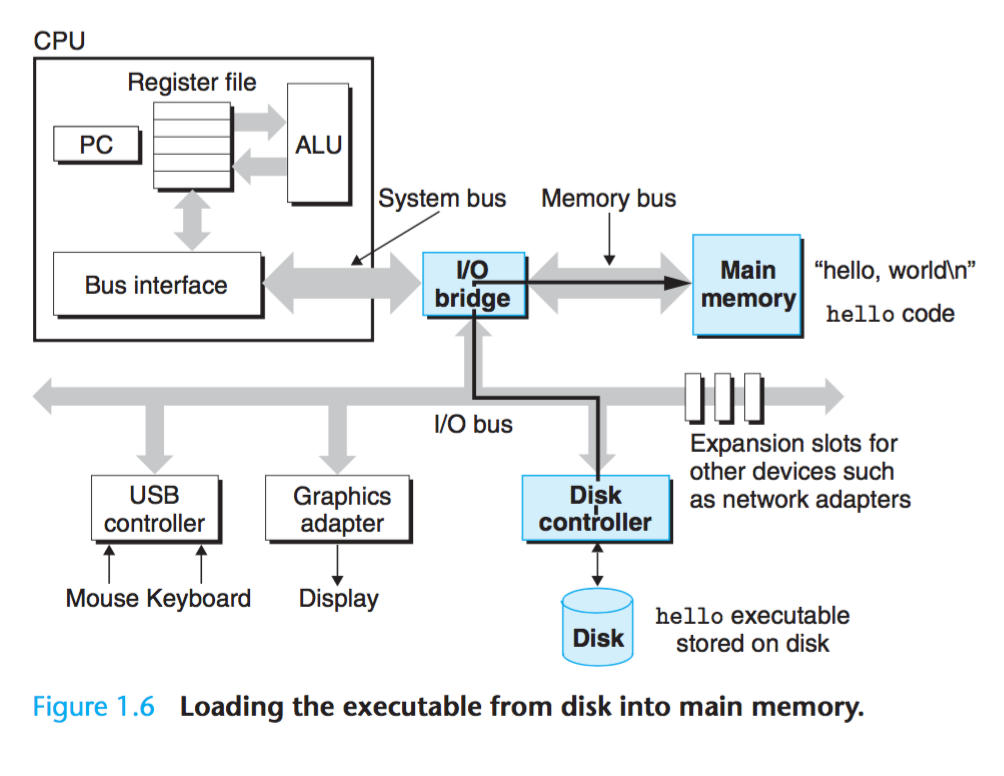 CPU
Register file
PC
ALU
System bus
Memory bus
Bus interface
I/O
bridge
Main
memory
“hello, world\n”
hello code
I/O bus
Expansion slots for
other devices such
as network adapters
USB
controller
Graphics
adapter
Disk
controller
Mouse Keyboard
Display
Disk
hello executable
stored on disk
Figure 1.6 Loading the executable from disk into main memory.